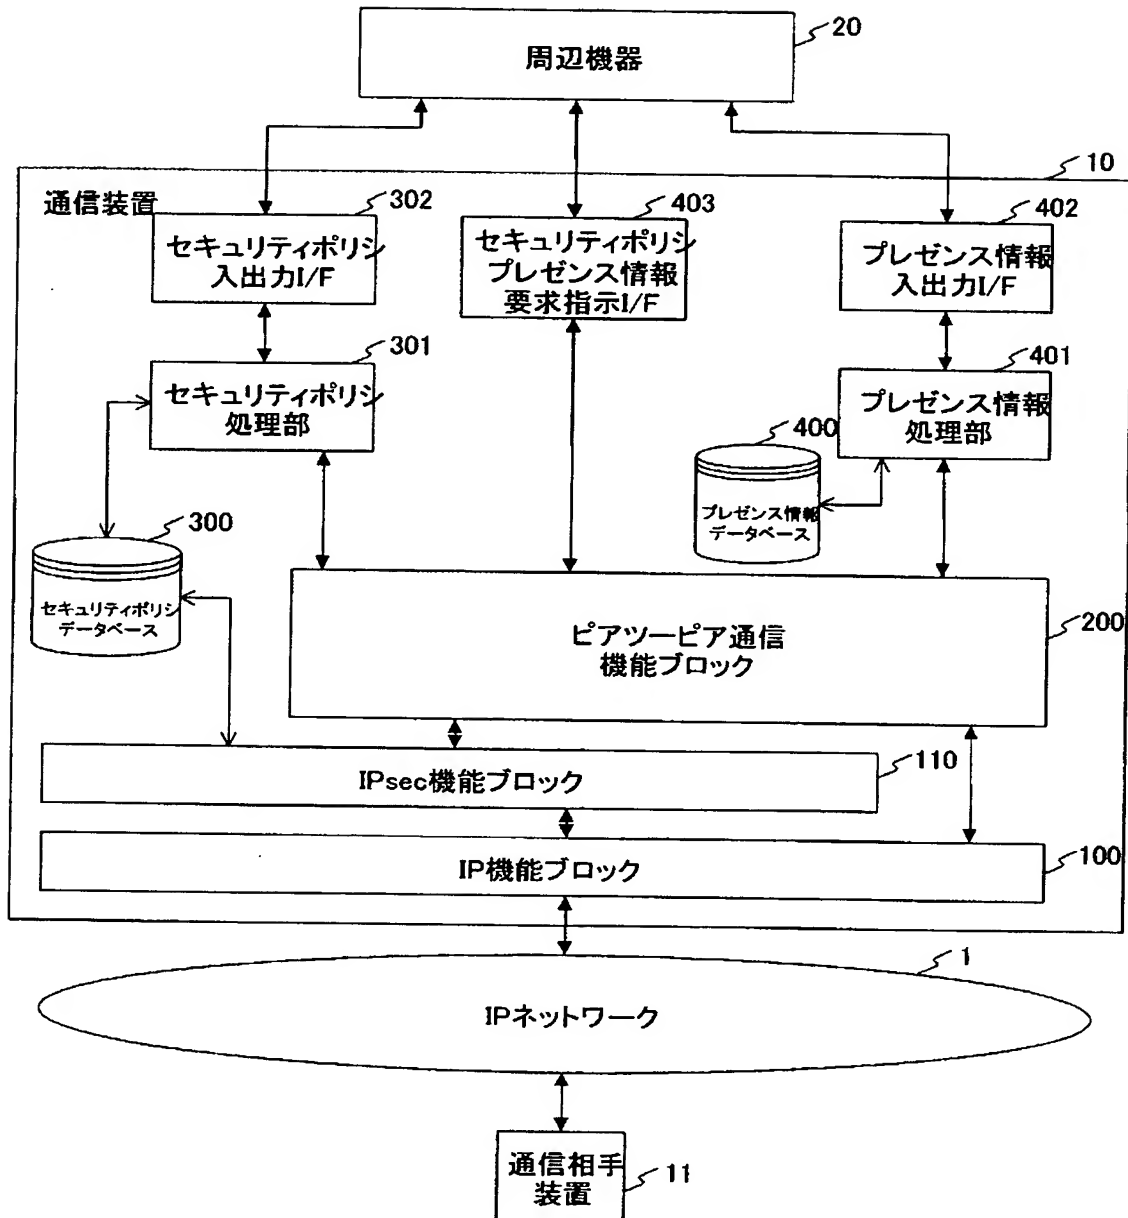 20
周辺機器
10
通信装置
302
セキュリティポリシ
入出力I/F
403
セキュリティポリシ
プレゼンス情報
要求指示I/F
402
プレゼンス情報
入出力I/F
301
セキュリティポリシ
処理部
401
プレゼンス情報
処理部
400
プレゼンス情報
データベース
300
セキュリティポリシ
データベース
200
ピアツーピア通信
機能ブロック
110
IPsec機能ブロック
100
IP機能ブロック
1
IPネットワーク
通信相手
装置
11